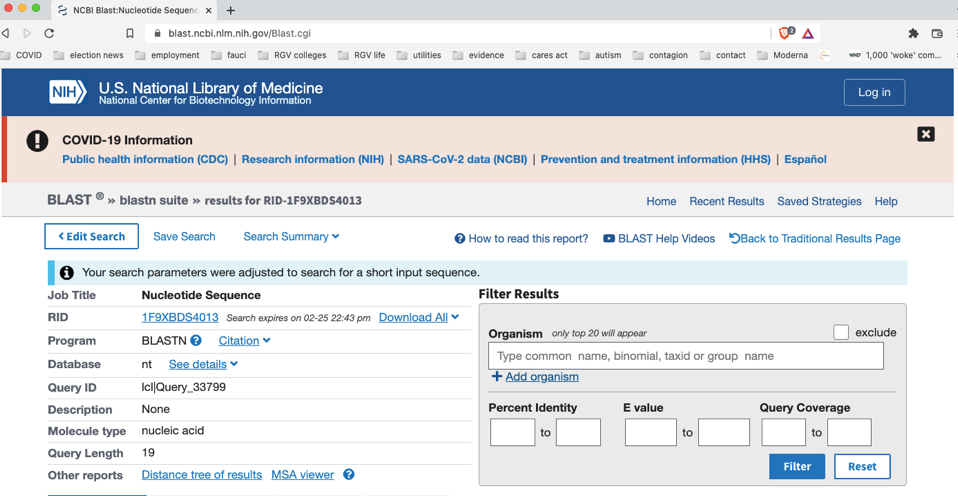 NCBI Blast:Nucleotide Sequenc × +
blast.ncbi.nlm.nih.gov/Blast.cgi 2
COVID election news employment fauci RGV colleges RGV life utilities evidence cares act autism contagion contact Moderna WND 1,000 'woke' com...
NIH U.S. National Library of Medicine Log in
National Center for Biotechnology Information
COVID-19 Information
Public health information (CDC) | Research information (NIH) | SARS-CoV-2 data (NCBI) | Prevention and treatment information (HHS) | Español
BLAST ® » blastn suite » results for RID-1F9XBDS4013 Home Recent Results Saved Strategies Help
< Edit Search Save Search Search Summary How to read this report? BLAST Help Videos Back to Traditional Results Page
Your search parameters were adjusted to search for a short input sequence.
Job Title Nucleotide Sequence
RID 1F9XBDS4013 Search expires on 02-25 22:43 pm Download All
Program BLASTN ? Citation
Database nt See details
Query ID lcl|Query_33799
Description None
Molecule type nucleic acid
Query Length 19
Other reports Distance tree of results MSA viewer ?
Filter Results
Organism only top 20 will appear exclude
Type common name, binomial, taxid or group name
+ Add organism
Percent Identity E value Query Coverage
to to to
Filter Reset